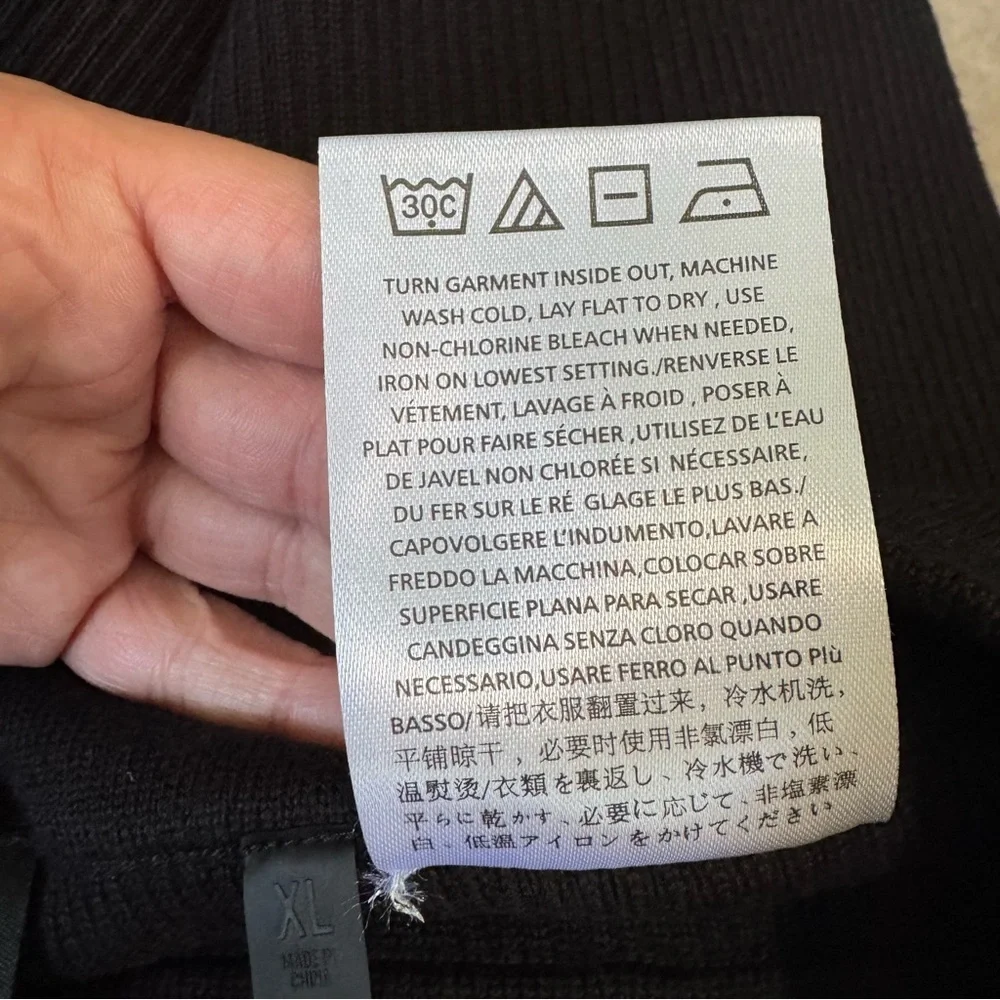 30C
TURN GARMENT INSIDE OUT, MACHINE
WASH COLD, LAY FLAT TO DRY , USE
NON-CHLORINE BLEACH WHEN NEEDED,
IRON ON LOWEST SETTING./RENVERSE LE
VÉTEMENT, LAVAGE À FROID , POSER À
PLAT POUR FAIRE SÉCHER ,UTILISEZ DE L'EAU
DE JAVEL NON CHLORÉE SI NÉCESSAIRE,
DU FER SUR LE RÉ GLAGE LE PLUS BAS./
CAPOVOLGERE L'INDUMENTO,LAVARE A
FREDDO LA MACCHINA,COLOCAR SOBRE
SUPERFICIE PLANA PARA SECAR ,USARE
CANDEGGINA SENZA CLORO QUANDO
NECESSARIO,USARE FERRO AL PUNTO PIù
BASSO/请把衣服翻置过来，冷水机洗，
平铺晾干，必要时使用非氯漂白，低
温熨烫/衣類を裏返し、冷水機で洗い、
平らに乾かす、必要に応じて、非塩素漂
白、低温アイロンをかけてください
XL
MADE IN
CHINA